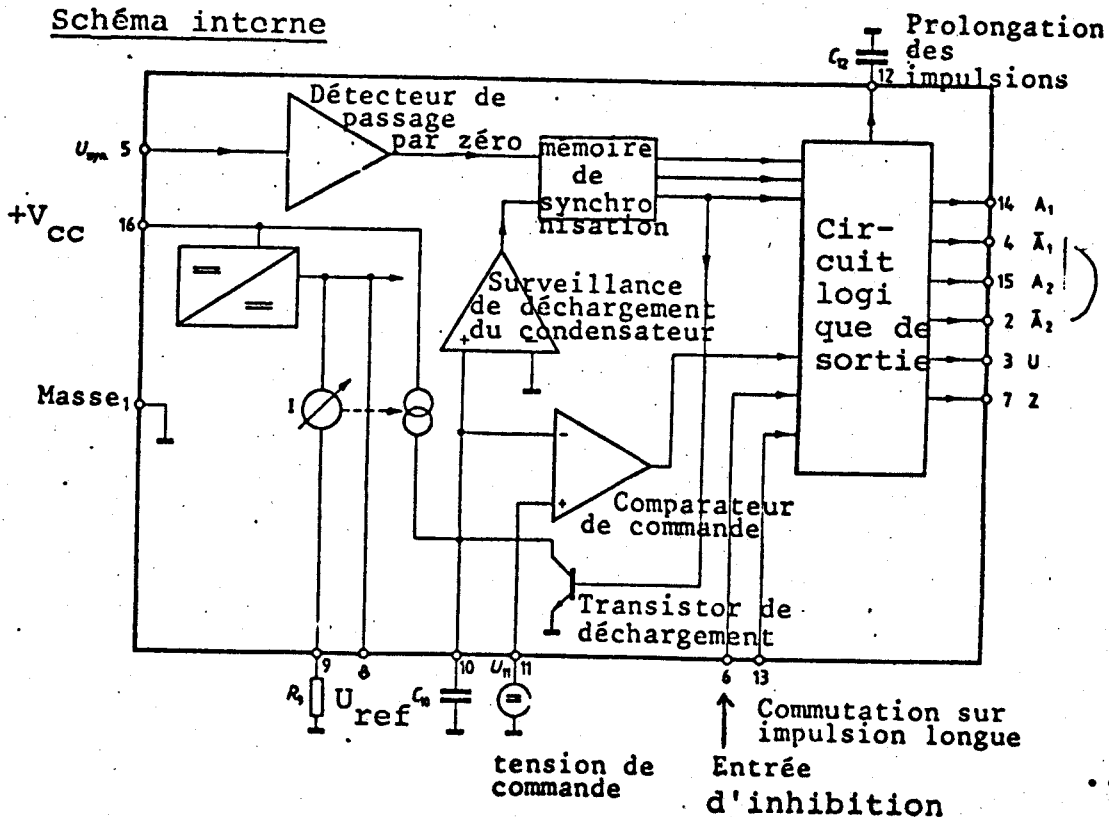 Schéma interne
Prolongation
des
impulsions
C12
12
Détecteur de
passage
par zéro
Usyn. 5
mémoire
de
synchro
nisation
+Vcc
16
Cir-
cuit
logi
que de
sortie
14 A1
4 Ā1
15 A2
2 Ā2
3 U
7 Z
Surveillance
de déchargement
du condensateur
+ -
Masse 1
I
-
+
Comparateur
de commande
Transistor de
déchargement
9 8 10 U11 11 6 13
R9 Uref C10
Commutation sur
impulsion longue
tension de
commande
Entrée
d'inhibition